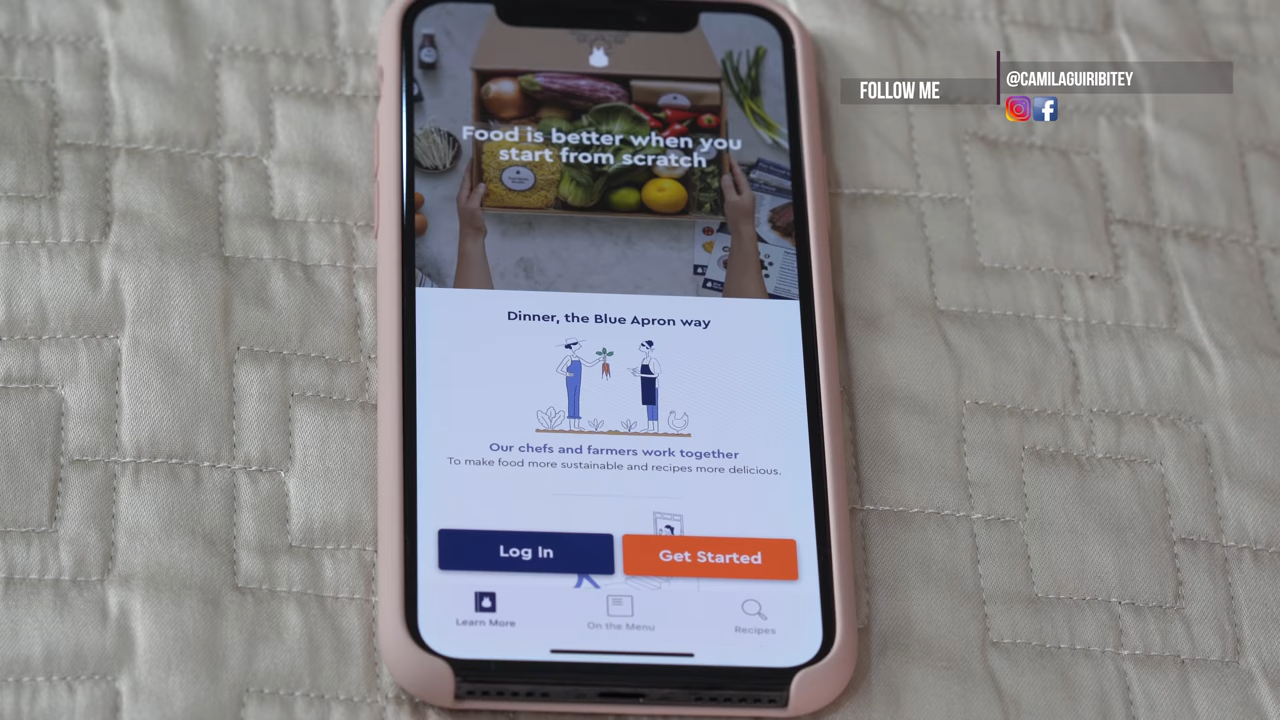 FOLLOW ME
@CAMILAGUIRIBITEY
Food is better when you
start from scratch
Dinner, the Blue Apron way
Our chefs and farmers work together
To make food more sustainable and recipes more delicious.
Log In
Get Started
Learn More
On the Menu
Recipes